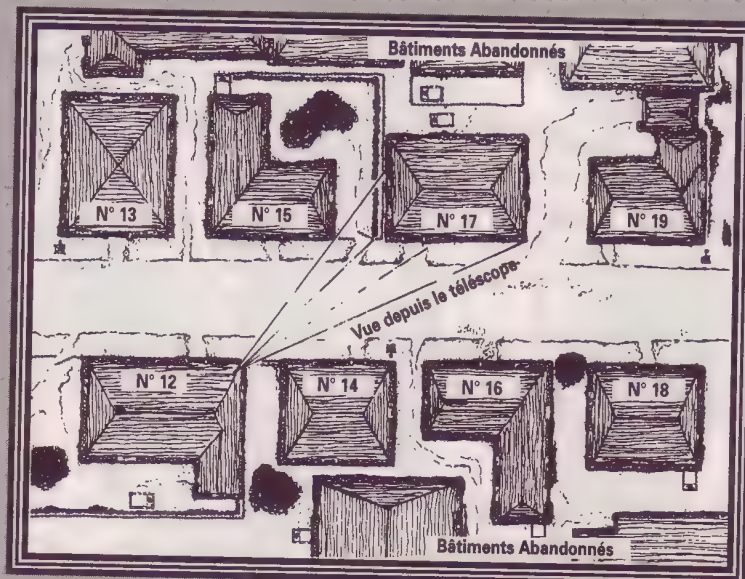 Bâtiments Abandonnés
N° 13
N° 15
N° 17
N° 19
Vue depuis le téléscope
N° 12
N° 14
N° 16
N° 18
Bâtiments Abandonnés